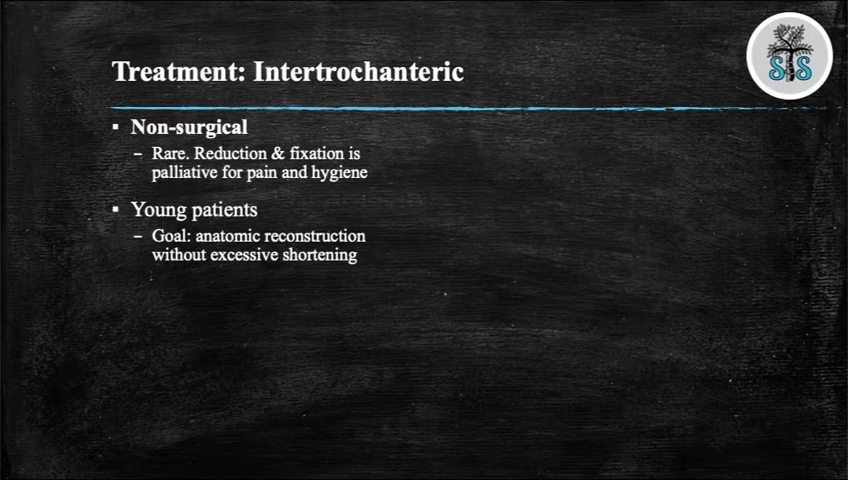 Treatment: Intertrochanteric
STS
▪ Non-surgical
– Rare. Reduction & fixation is
palliative for pain and hygiene
▪ Young patients
– Goal: anatomic reconstruction
without excessive shortening